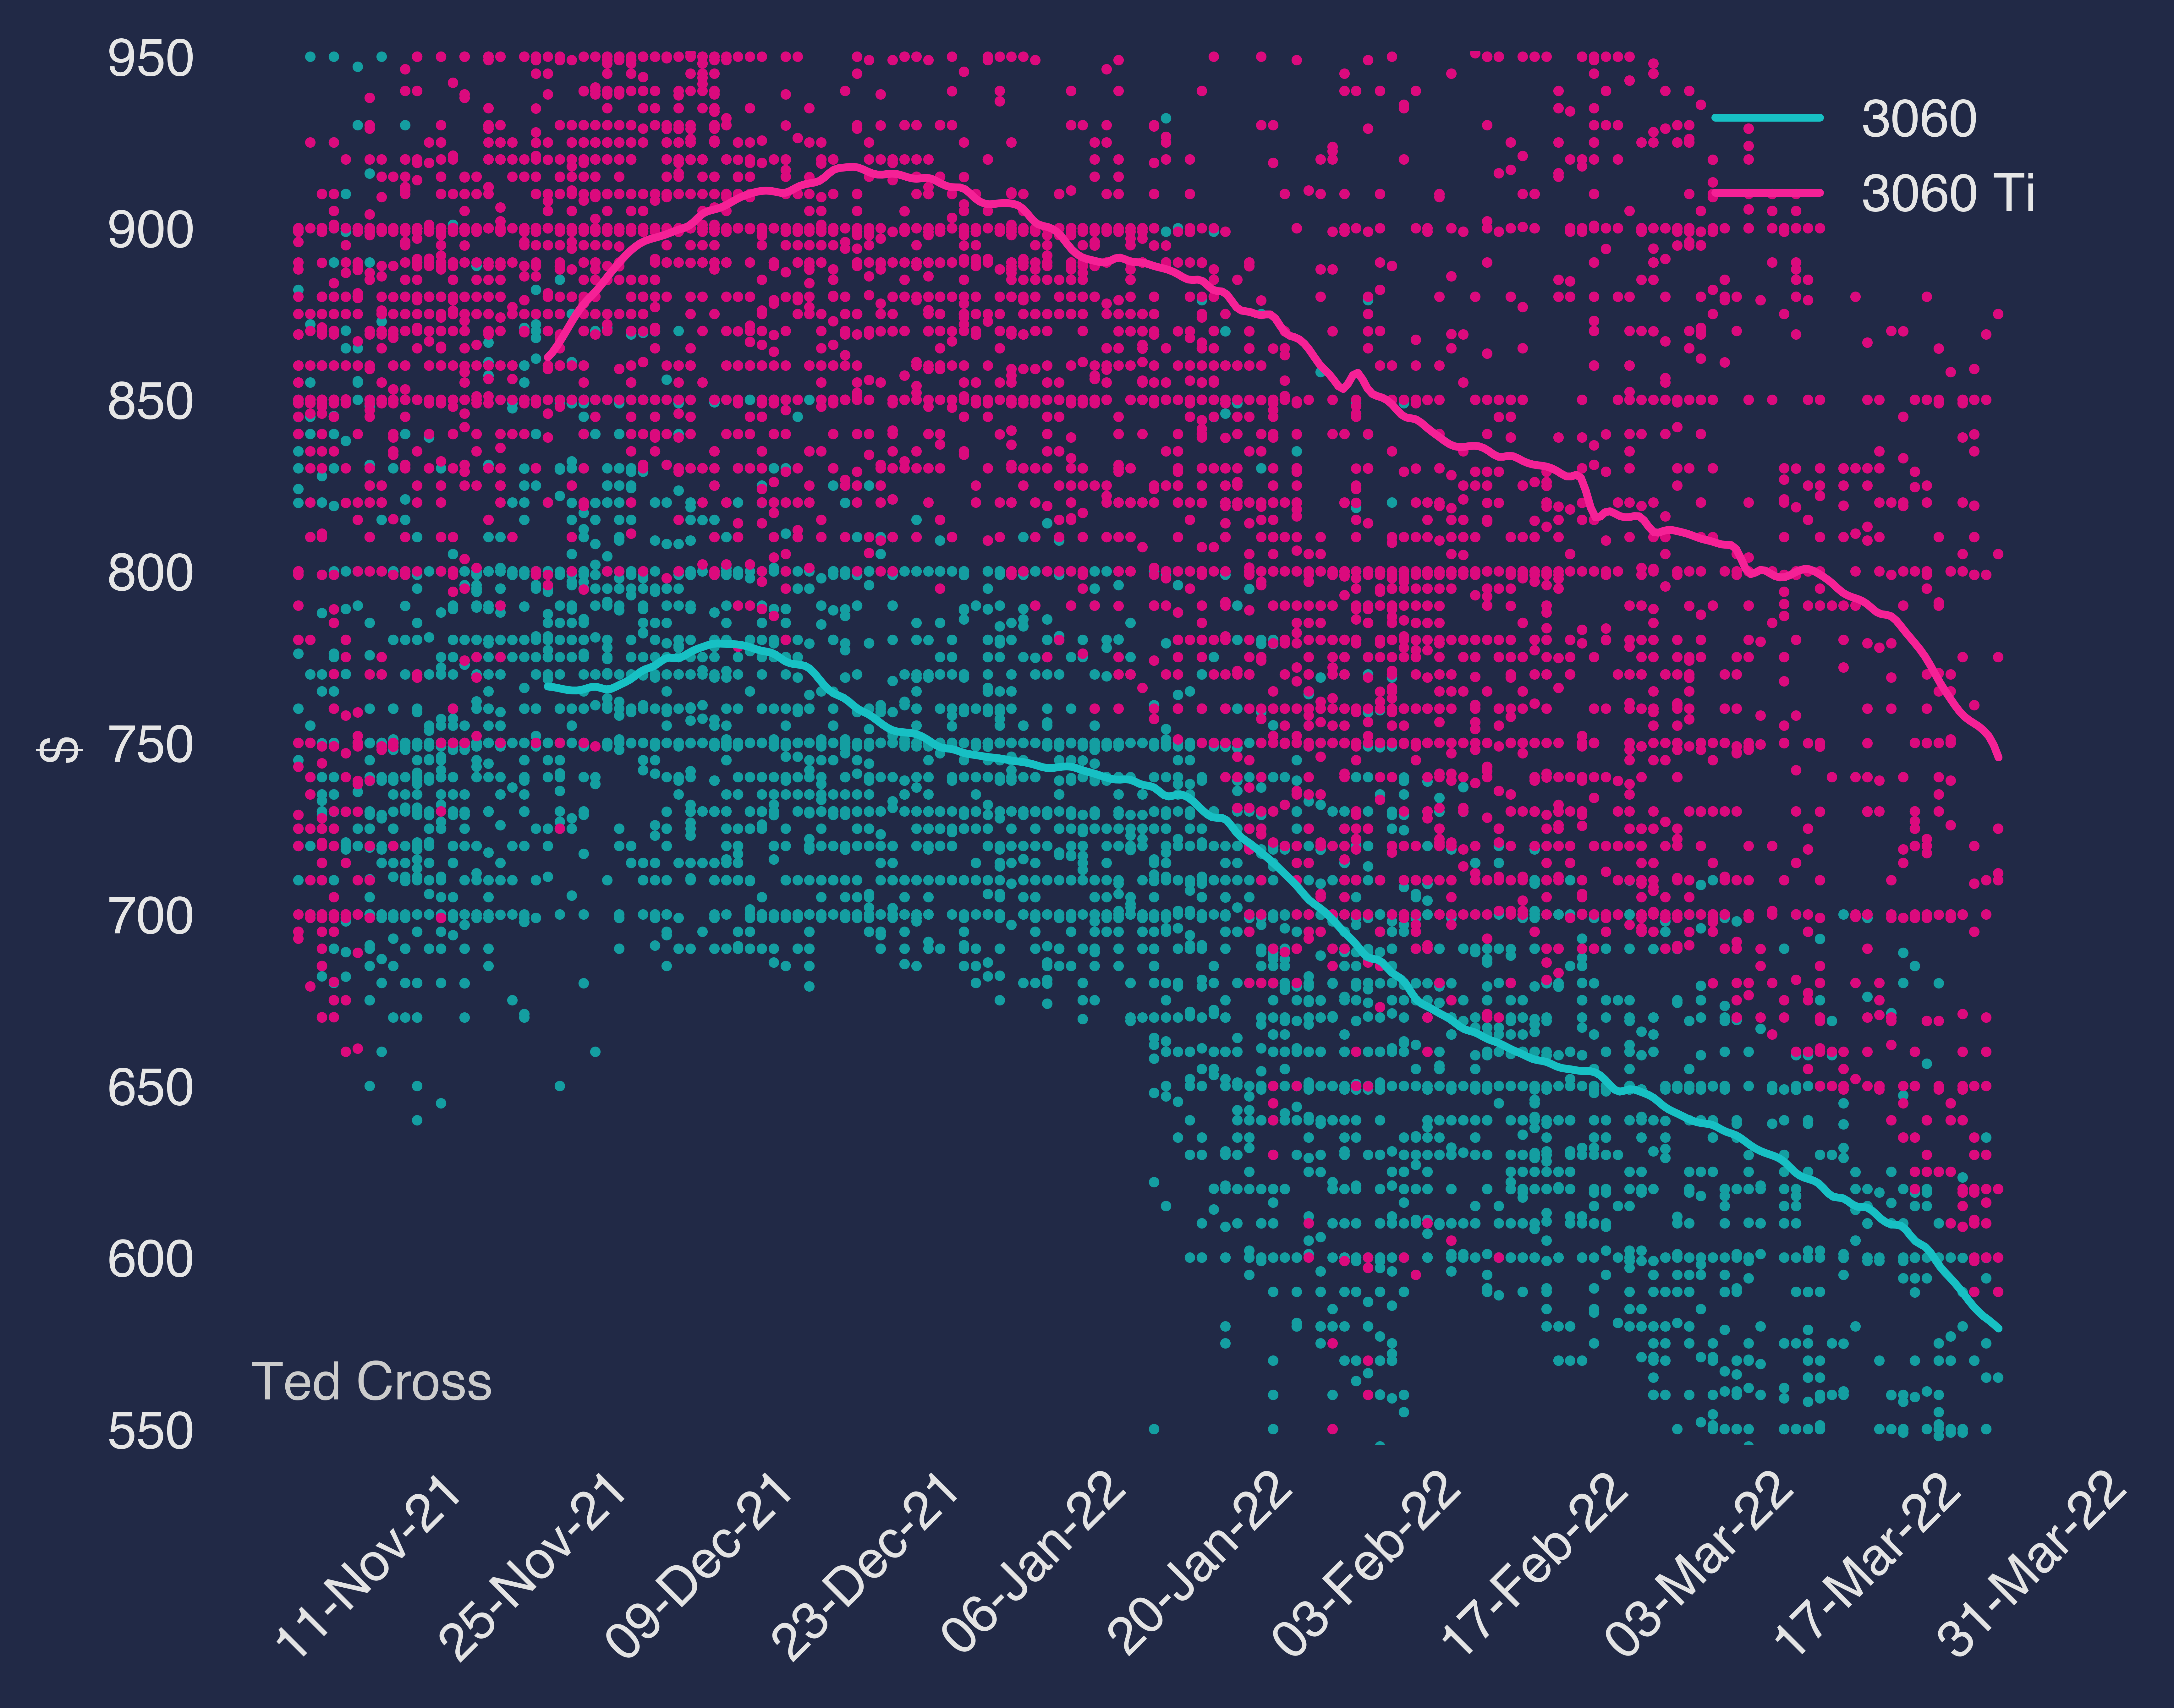 950
900
850
800
750
700
650
600
550
$
3060
3060 Ti
Ted Cross
11-Nov-21
25-Nov-21
09-Dec-21
23-Dec-21
06-Jan-22
20-Jan-22
03-Feb-22
17-Feb-22
03-Mar-22
17-Mar-22
31-Mar-22